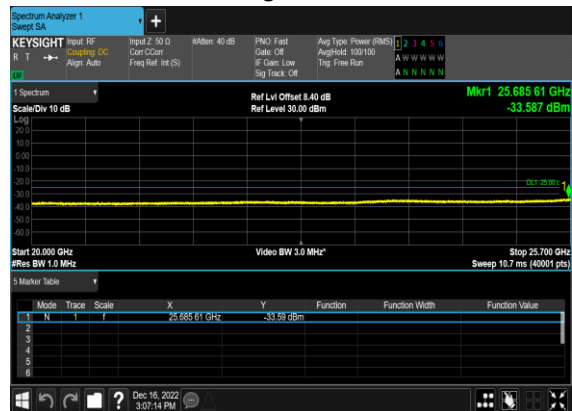 Spectrum Analyzer 1
Swept SA
+
KEYSIGHT Input: RF Input Z: 50 Ω #Atten: 40 dB PNO: Fast Avg Type: Power (RMS) 1 2 3 4 5 6
R T Coupling: DC Corr CCorr Gate: Off Avg|Hold: 100/100 A W W W W W
Align: Auto Freq Ref: Int (S) IF Gain: Low Trig: Free Run
Sig Track: Off A N N N N N
1 Spectrum Ref Lvl Offset 8.40 dB Mkr1 25.685 61 GHz
Scale/Div 10 dB Ref Level 30.00 dBm -33.587 dBm
Log
20.0
10.0
0.00
-10.0
-20.0
DL1 -25.00
1
-30.0
-40.0
-50.0
-60.0
Start 20.000 GHz Video BW 3.0 MHz* Stop 25.700 GHz
#Res BW 1.0 MHz Sweep 10.7 ms (40001 pts)
5 Marker Table
Mode Trace Scale X Y Function Function Width Function Value
1 N 1 f 25.685 61 GHz -33.59 dBm
2
3
4
5
6
? Dec 16, 2022
3:07:14 PM